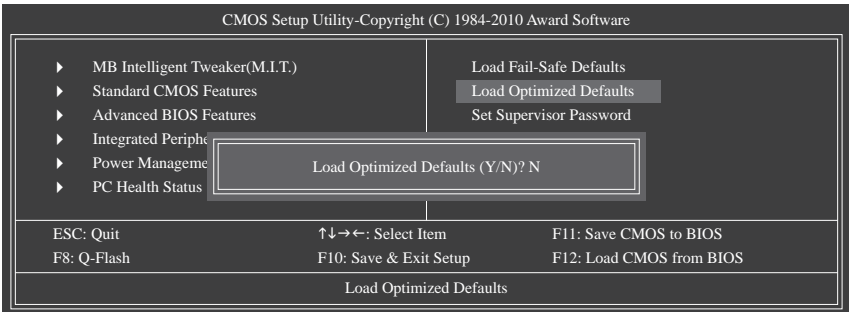 CMOS Setup Utility-Copyright (C) 1984-2010 Award Software
MB Intelligent Tweaker(M.I.T.)
Standard CMOS Features
Advanced BIOS Features
Integrated Periphe
Power Manageme
PC Health Status
Load Fail-Safe Defaults
Load Optimized Defaults
Set Supervisor Password
Load Optimized Defaults (Y/N)? N
ESC: Quit
↑↓→←: Select Item
F11: Save CMOS to BIOS
F8: Q-Flash
F10: Save & Exit Setup
F12: Load CMOS from BIOS
Load Optimized Defaults